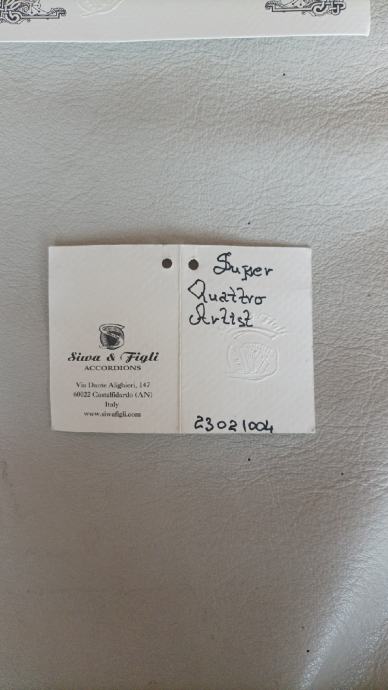 Siwa & Figli
ACCORDIONS
Via Dante Alighieri, 147
60022 Castelfidardo (AN)
Italy
www.siwafigli.com
Super
Quattro
Artist
23021004